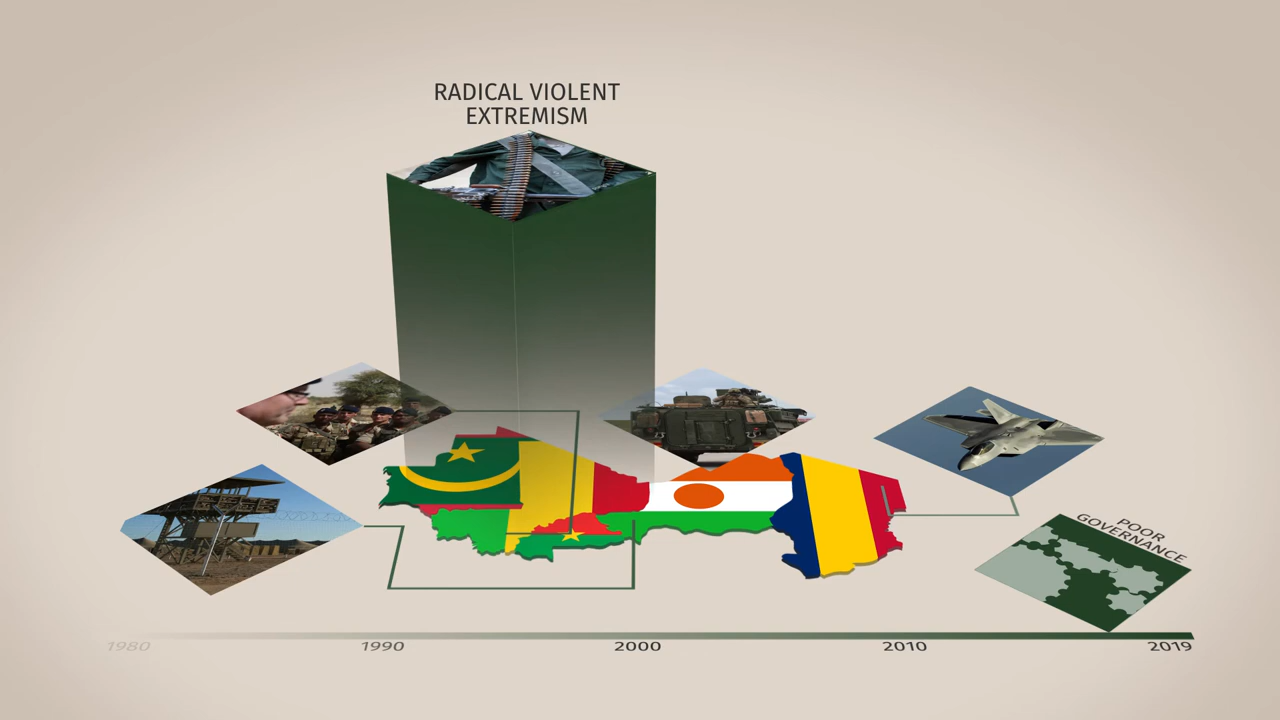 RADICAL VIOLENT
EXTREMISM
POOR
GOVERNANCE
1980
1990
2000
2010
2019